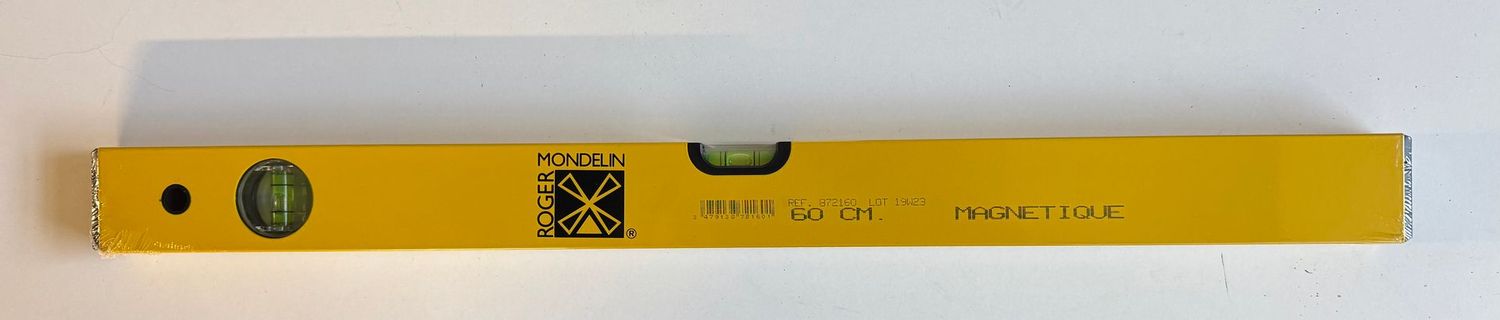 MONDELIN
ROGER
®
REF. 872160 LOT 19W23
60 CM.
MAGNETIQUE